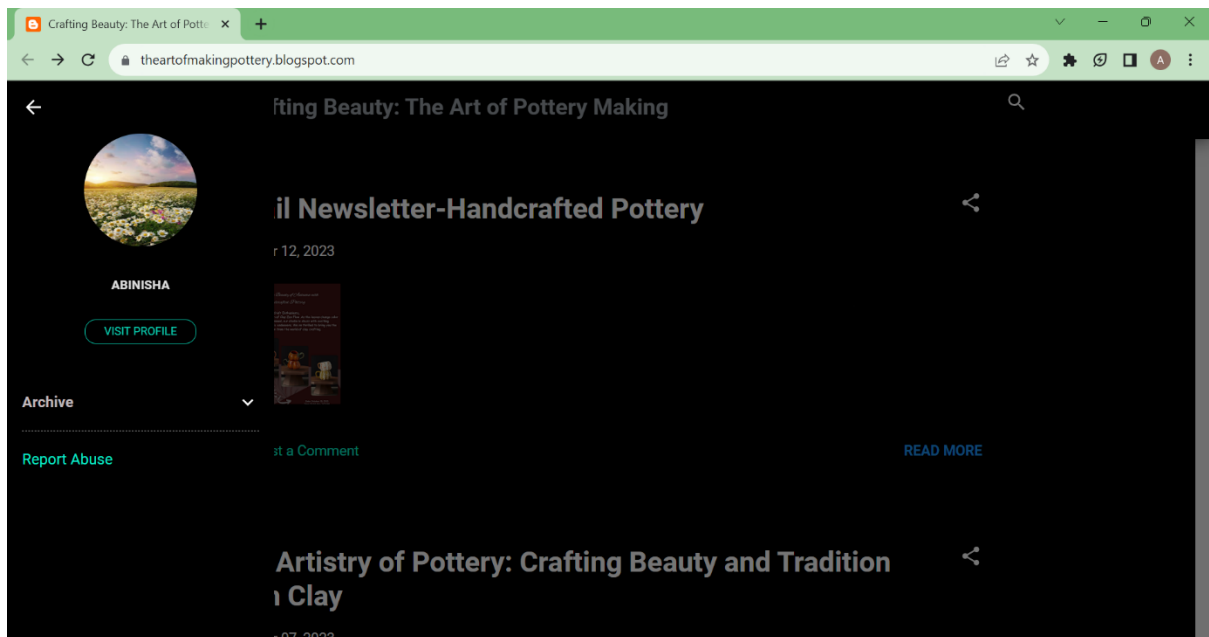 Crafting Beauty: The Art of Potte
theartofmakingpottery.blogspot.com
A
fting Beauty: The Art of Pottery Making
il Newsletter-Handcrafted Pottery
r 12, 2023
ABINISHA
VISIT PROFILE
Archive
st a Comment
READ MORE
Report Abuse
Artistry of Pottery: Crafting Beauty and Tradition
Clay
07, 2023